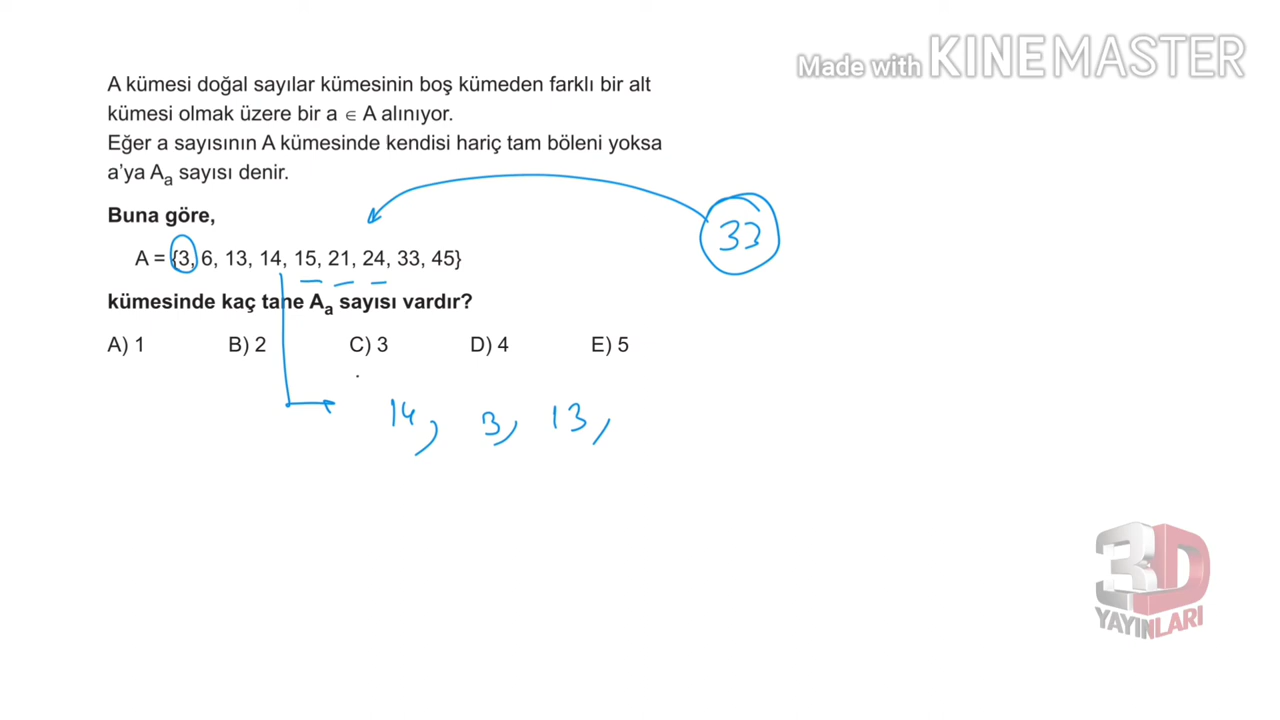 Made with KINEMASTER
A kümesi doğal sayılar kümesinin boş kümeden farklı bir alt
kümesi olmak üzere bir a ∈ A alınıyor.
Eğer a sayısının A kümesinde kendisi hariç tam böleni yoksa
a'ya Aa sayısı denir.
Buna göre,
33
A = {3, 6, 13, 14, 15, 21, 24, 33, 45}
kümesinde kaç tane Aa sayısı vardır?
A) 1 B) 2 C) 3 D) 4 E) 5
14, 3, 13,
3D
YAYINLARI